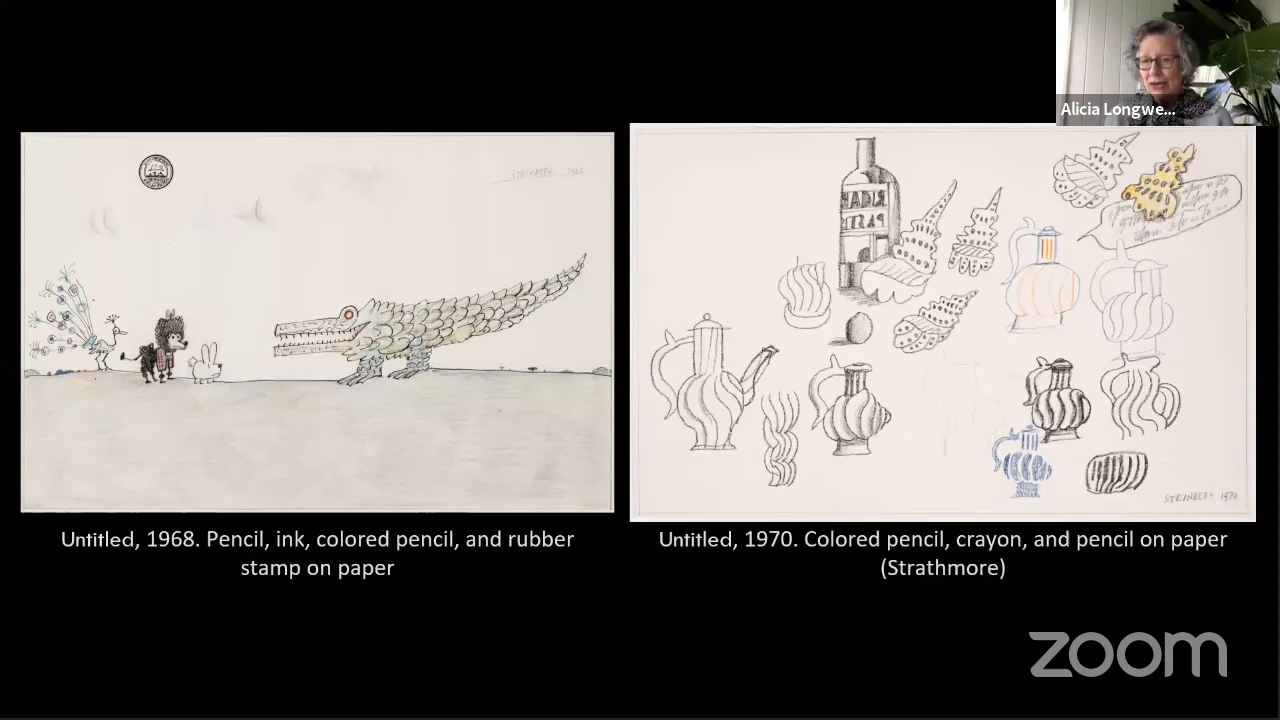 Alicia Longwe...
STEINBERG 1968
STEINBERG 1970
Untitled, 1968. Pencil, ink, colored pencil, and rubber
stamp on paper
Untitled, 1970. Colored pencil, crayon, and pencil on paper
(Strathmore)
zoom